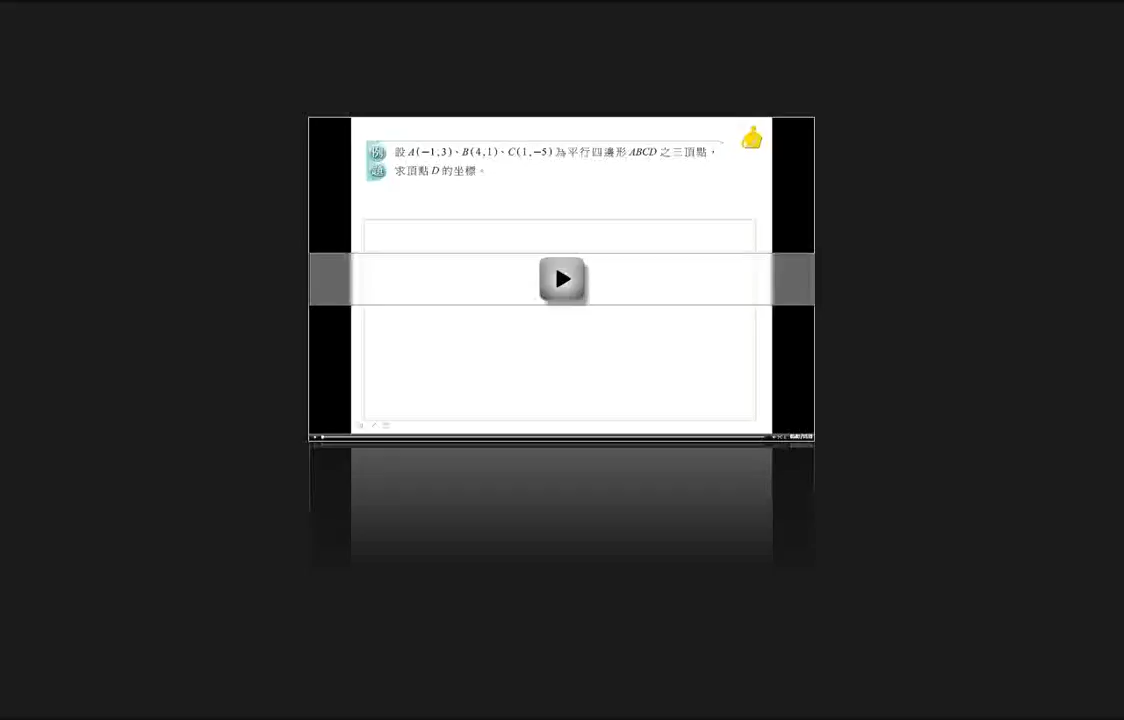 例題
設 A(−1,3)、B(4,1)、C(1,−5) 為平行四邊形 ABCD 之三頂點，
求頂點 D 的坐標。